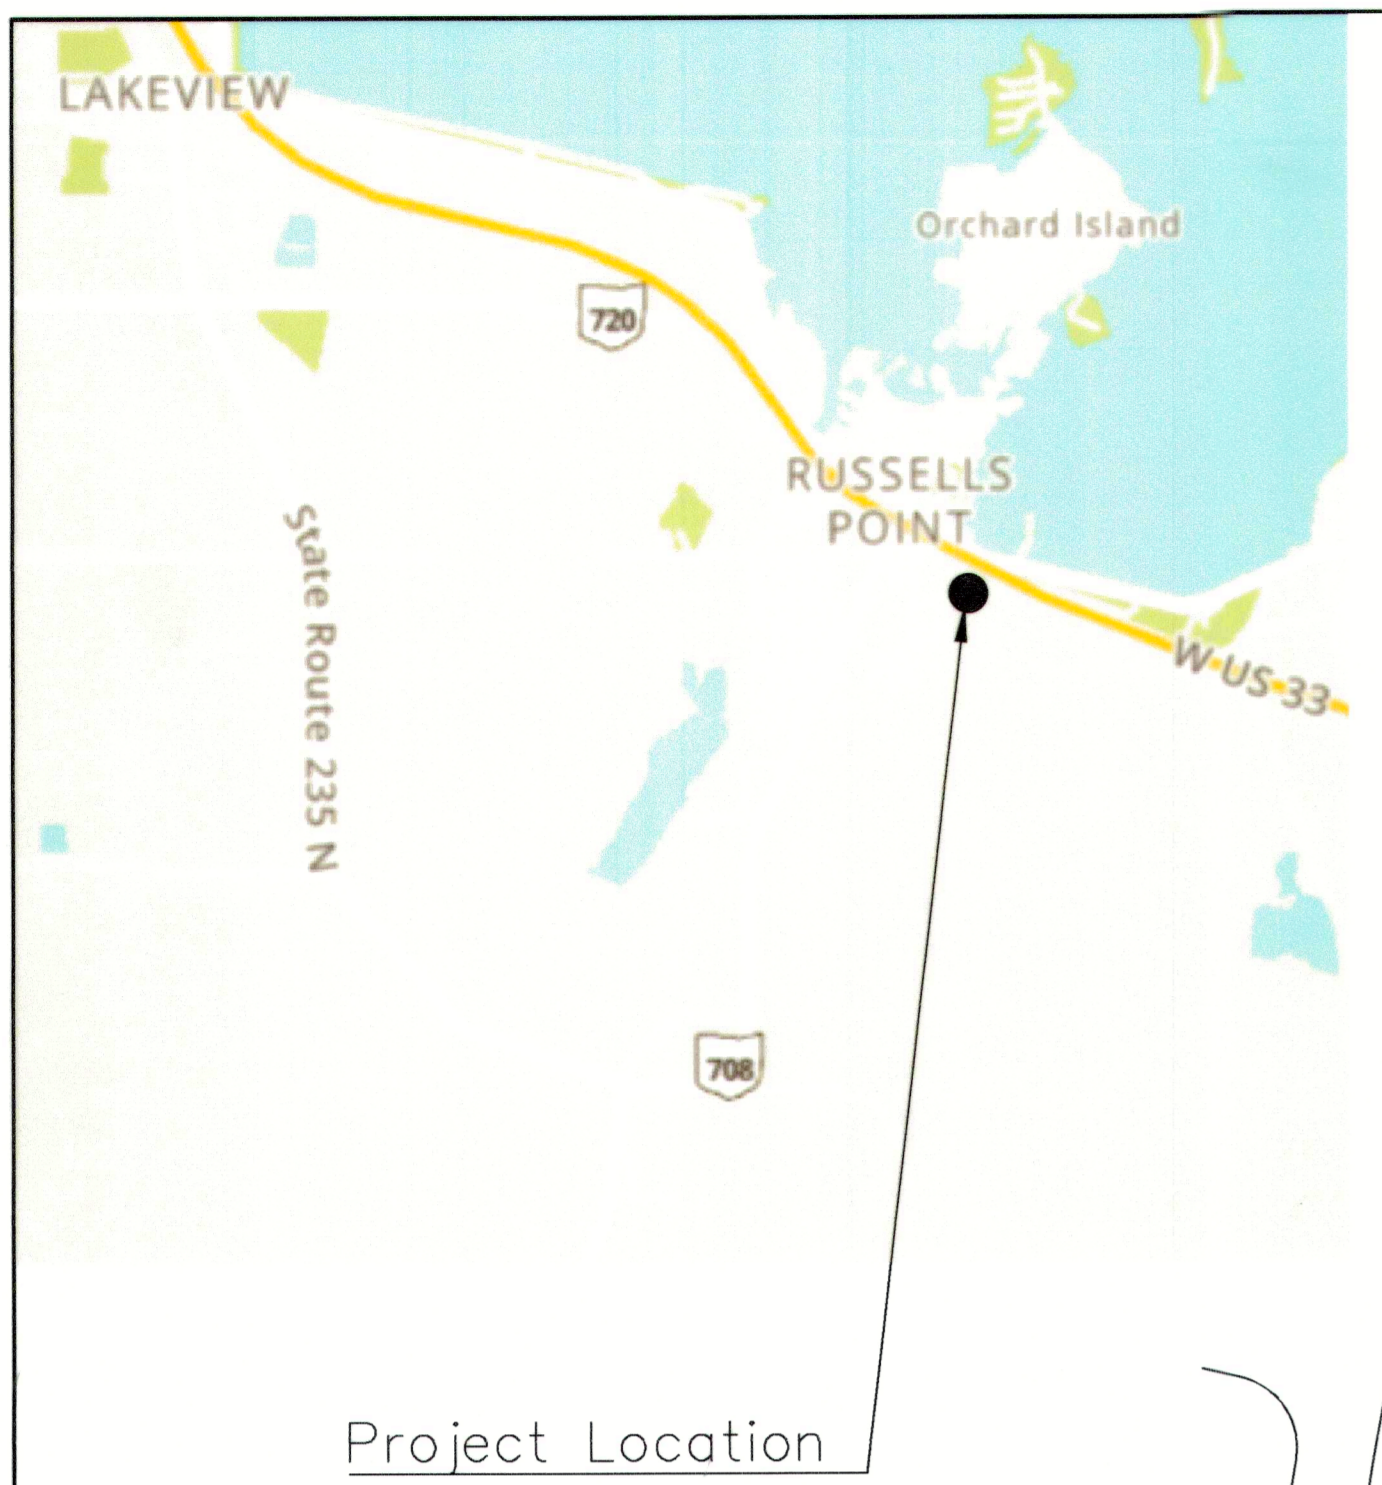 LAKEVIEW
Orchard Island
720
RUSSELLS
POINT
State Route 235 N
W US 33
708
Project Location